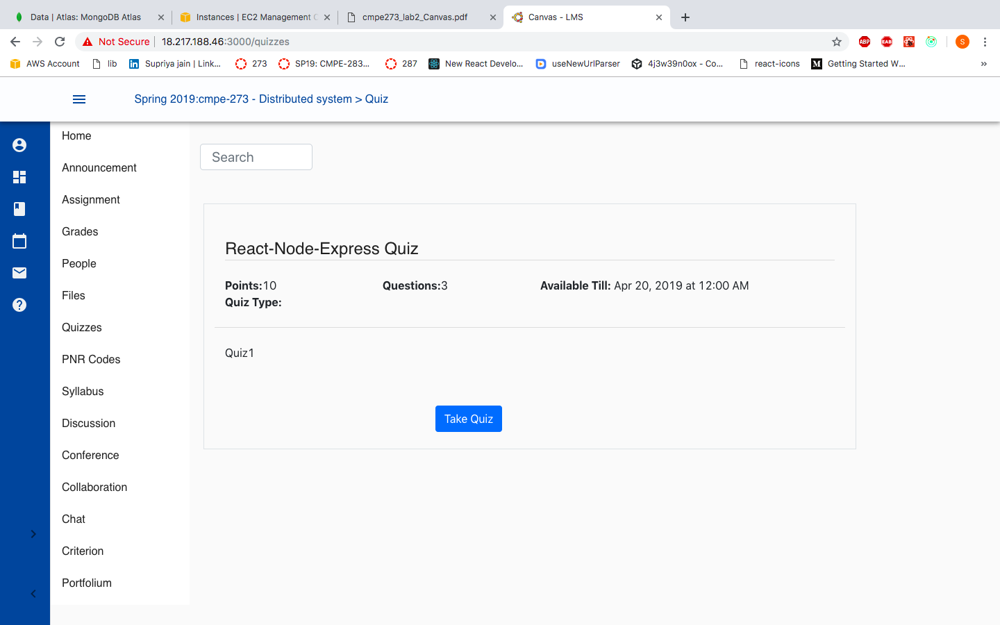 Data | Atlas: MongoDB Atlas
Instances | EC2 Management C
cmpe273_lab2_Canvas.pdf
Canvas - LMS
Not Secure
18.217.188.46:3000/quizzes
ABP
EAB
S
AWS Account
lib
in
Supriya jain | Link...
273
SP19: CMPE-283...
287
New React Develo...
useNewUrlParser
4j3w39n0ox - Co...
react-icons
M
Getting Started W...
»
Spring 2019:cmpe-273 - Distributed system > Quiz
Home
Announcement
Assignment
Grades
People
Files
Quizzes
PNR Codes
Syllabus
Discussion
Conference
Collaboration
Chat
Criterion
Portfolium
Search
React-Node-Express Quiz
Points:10
Questions:3
Available Till: Apr 20, 2019 at 12:00 AM
Quiz Type:
Quiz1
Take Quiz